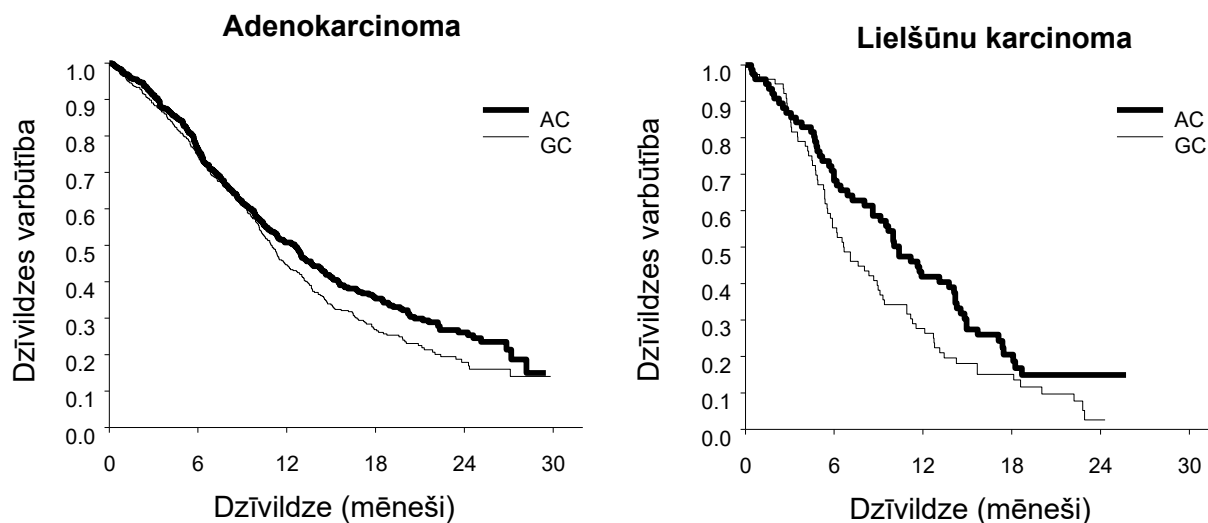 Adenokarcinoma
Dzīvildzes varbūtība
1.0
0.9
0.8
0.7
0.6
0.5
0.4
0.3
0.2
0.1
0.0
AC
GC
0 6 12 18 24 30
Dzīvildze (mēneši)
Lielšūnu karcinoma
Dzīvildzes varbūtība
1.0
0.9
0.8
0.7
0.6
0.5
0.4
0.3
0.2
0.1
0.0
AC
GC
0 6 12 18 24 30
Dzīvildze (mēneši)